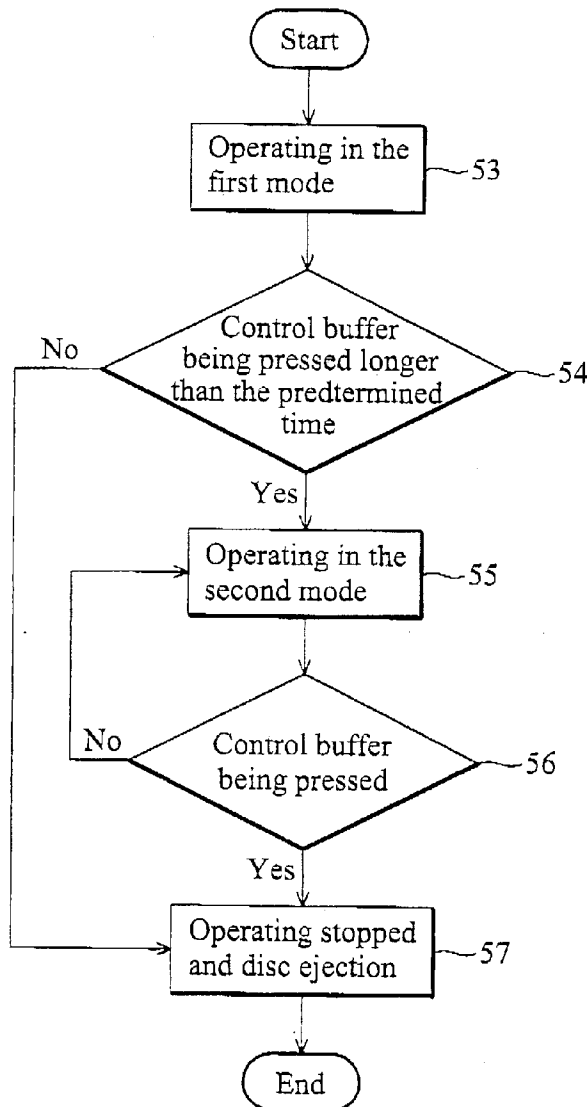 Start
Operating in the
first mode
53
Control buffer
being pressed longer
than the predtermined
time
54
No
Yes
Operating in the
second mode
55
Control buffer
being pressed
56
No
Yes
Operating stopped
and disc ejection
57
End